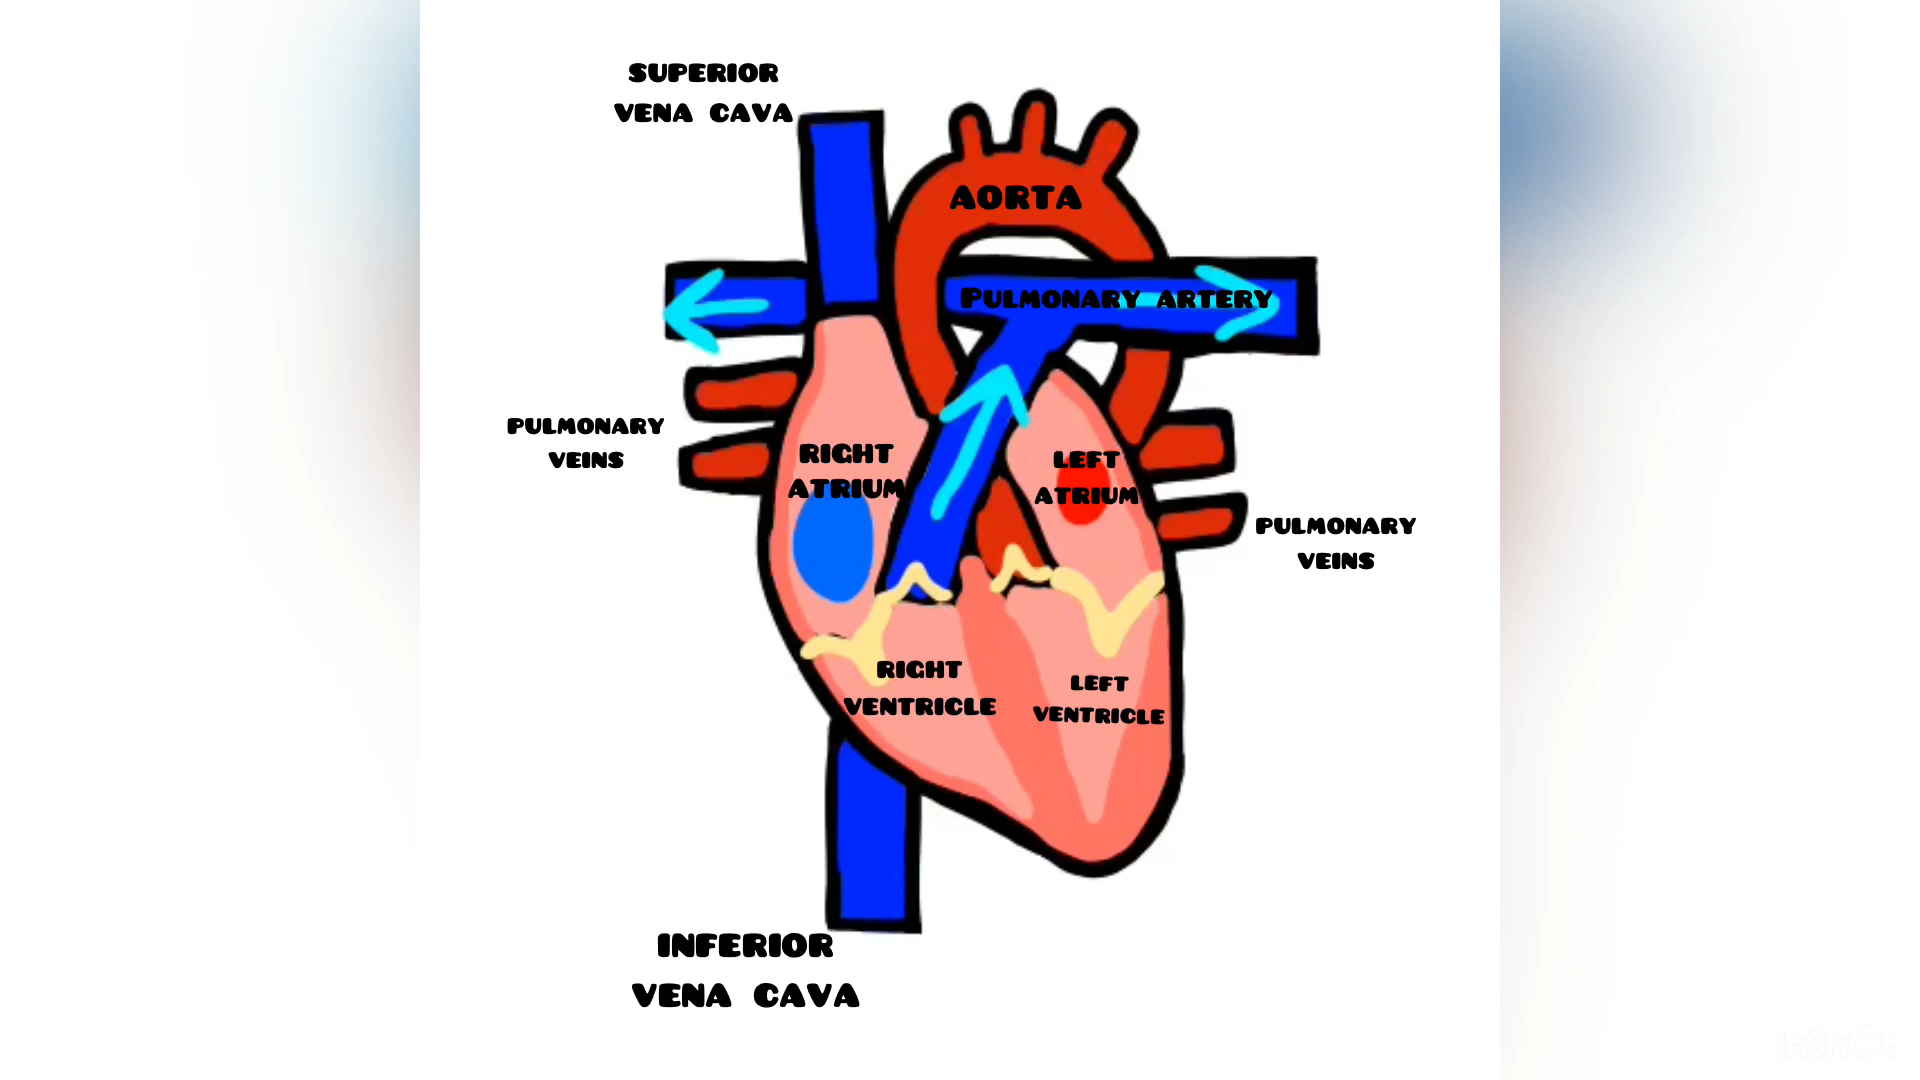 SUPERIOR
VENA CAVA
AORTA
PULMONARY ARTERY
PULMONARY
VEINS
RIGHT
ATRIUM
LEFT
ATRIUM
PULMONARY
VEINS
RIGHT
VENTRICLE
LEFT
VENTRICLE
INFERIOR
VENA CAVA
InShOt